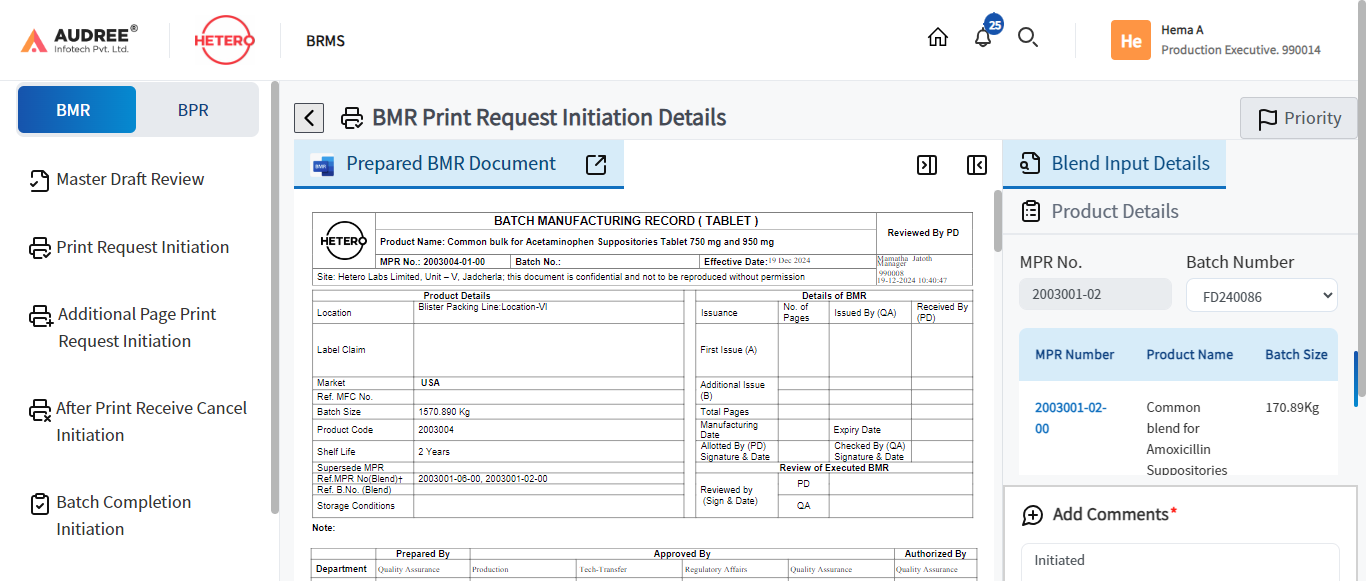 AUDREE®
Infotech Pvt. Ltd.
HETERO
BRMS
25
He
Hema A
Production Executive. 990014
BMR
BPR
Master Draft Review
Print Request Initiation
Additional Page Print
Request Initiation
After Print Receive Cancel
Initiation
Batch Completion
Initiation
BMR Print Request Initiation Details
Priority
BMR
Prepared BMR Document
HETERO
BATCH MANUFACTURING RECORD ( TABLET )
Product Name: Common bulk for Acetaminophen Suppositories Tablet 750 mg and 950 mg
Reviewed By PD
MPR No.: 2003004-01-00
Batch No.:
Effective Date:19 Dec 2024
Mamatha Jatoth
Manager
990008
19-12-2024 10:40:47
Site: Hetero Labs Limited, Unit – V, Jadcherla; this document is confidential and not to be reproduced without permission
Product Details
Location
Blister Packing Line:Location-VI
Label Claim
Market
USA
Ref. MFC No.
Batch Size
1570.890 Kg
Product Code
2003004
Shelf Life
2 Years
Supersede MPR
Ref.MPR No(Blend)+
2003001-06-00, 2003001-02-00
Ref. B.No. (Blend)
Storage Conditions
Details of BMR
Issuance
No. of
Pages
Issued By (QA)
Received By
(PD)
First Issue (A)
Additional Issue
(B)
Total Pages
Manufacturing
Date
Expiry Date
Allotted By (PD)
Signature & Date
Checked By (QA)
Signature & Date
Review of Executed BMR
Reviewed by
(Sign & Date)
PD
QA
Note:
Prepared By
Approved By
Authorized By
Department
Quality Assurance
Production
Tech-Transfer
Regulatory Affairs
Quality Assurance
Quality Assurance
Blend Input Details
Product Details
MPR No.
Batch Number
2003001-02
FD240086
MPR Number
Product Name
Batch Size
2003001-02-
00
Common
blend for
Amoxicillin
Suppositories
170.89Kg
Add Comments*
Initiated